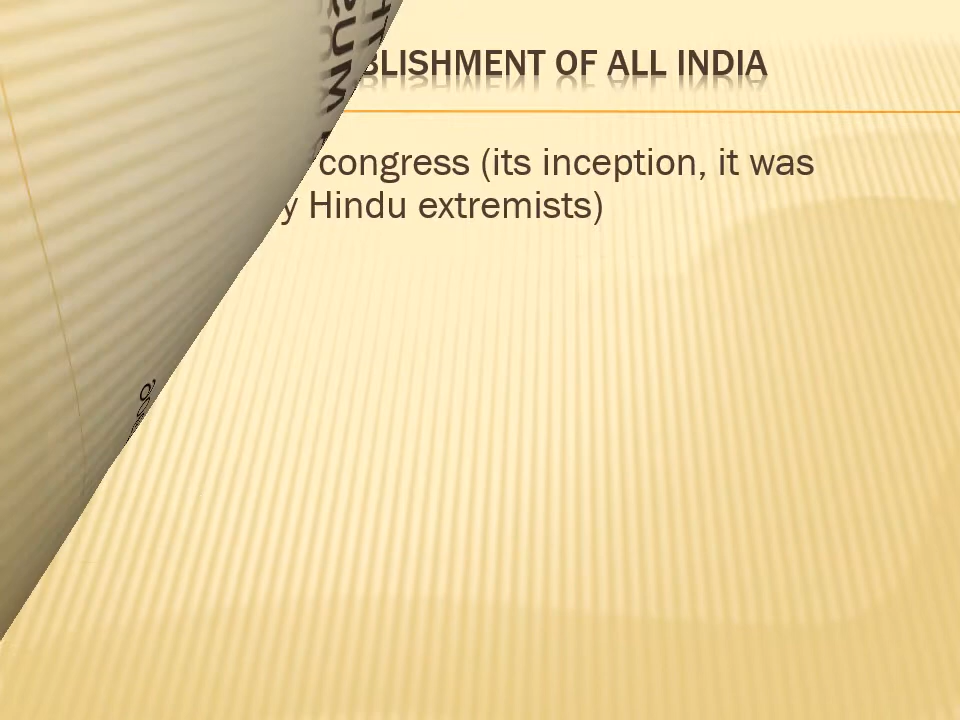 BLISHMENT OF ALL INDIA
congress (its inception, it was
y Hindu extremists)